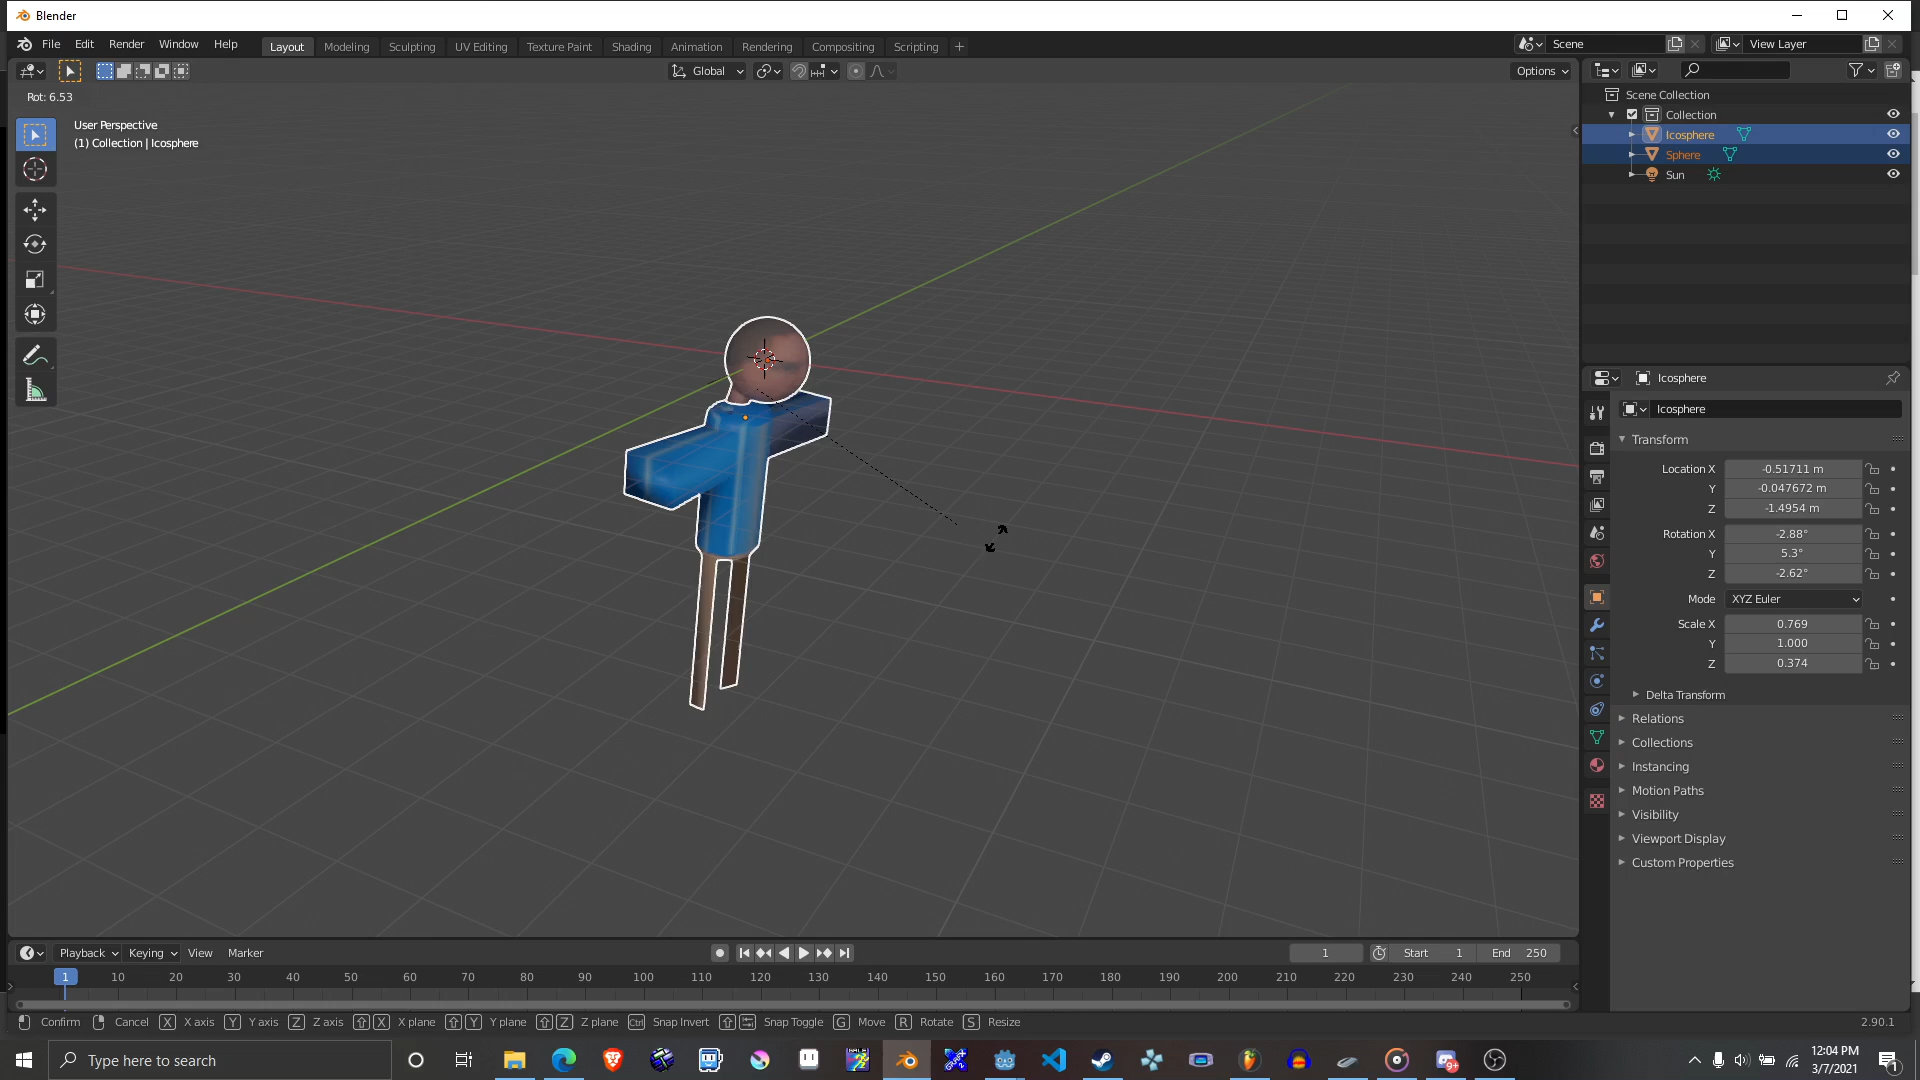 Blender
File Edit Render Window Help Layout Modeling Sculpting UV Editing Texture Paint Shading Animation Rendering Compositing Scripting + Scene View Layer
Global Options
Rot: 6.53
User Perspective
(1) Collection | Icosphere
Scene Collection
Collection
Icosphere
Sphere
Sun
Icosphere
Icosphere
Transform
Location X -0.51711 m
Y -0.047672 m
Z -1.4954 m
Rotation X -2.88°
Y 5.3°
Z -2.62°
Mode XYZ Euler
Scale X 0.769
Y 1.000
Z 0.374
Delta Transform
Relations
Collections
Instancing
Motion Paths
Visibility
Viewport Display
Custom Properties
Playback Keying View Marker 1 Start 1 End 250
1 10 20 30 40 50 60 70 80 90 100 110 120 130 140 150 160 170 180 190 200 210 220 230 240 250
Confirm Cancel X X axis Y Y axis Z Z axis X X plane Y Y plane Z Z plane Ctrl Snap Invert Snap Toggle G Move R Rotate S Resize 2.90.1
Type here to search
12:04 PM
3/7/2021